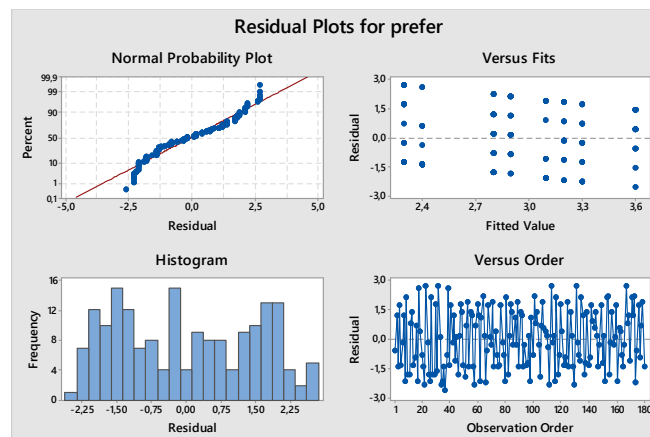 Residual Plots for prefer
Normal Probability Plot
99,9
99
90
50
10
1
0,1
Percent
-5,0 -2,5 0,0 2,5 5,0
Residual
Versus Fits
3,0
1,5
0,0
-1,5
-3,0
Residual
2,4 2,7 3,0 3,3 3,6
Fitted Value
Histogram
16
12
8
4
0
Frequency
-2,25 -1,50 -0,75 0,00 0,75 1,50 2,25
Residual
Versus Order
3,0
1,5
0,0
-1,5
-3,0
Residual
1 20 40 60 80 100 120 140 160 180
Observation Order